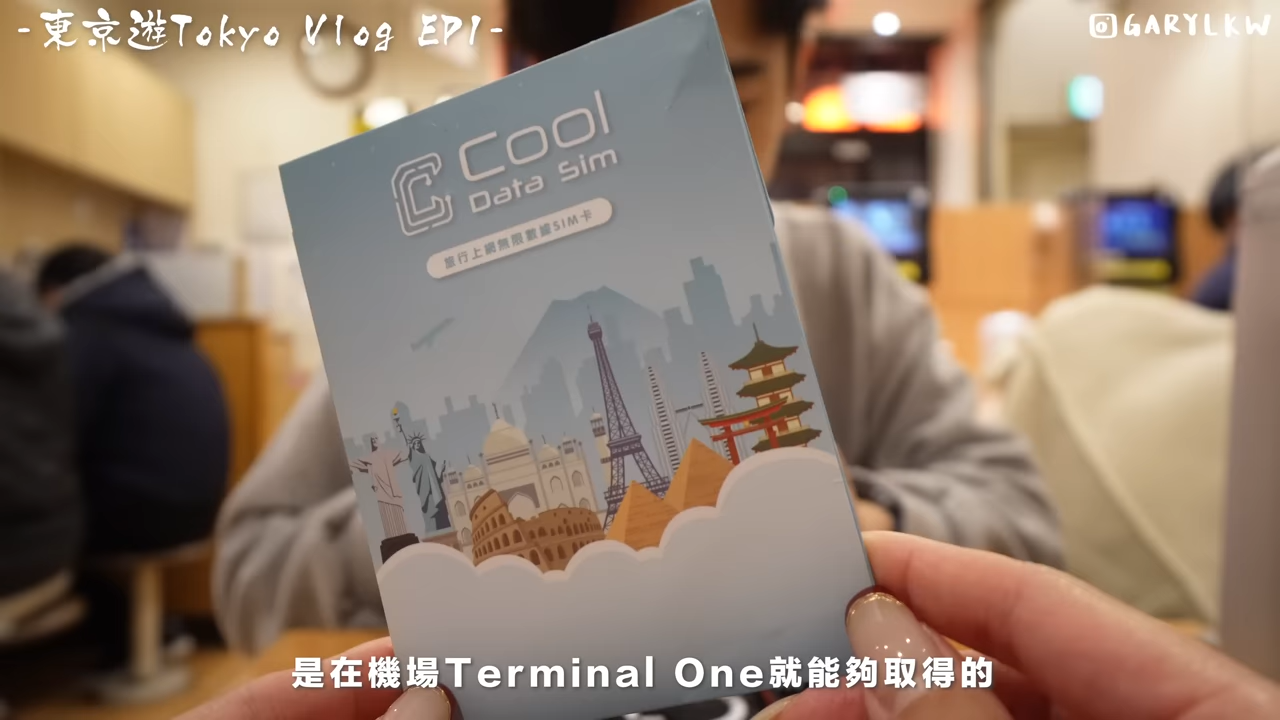 -東京遊Tokyo Vlog EP1-
GARYLKW
Cool
Data Sim
旅行上網無限數據SIM卡
是在機場Terminal One就能夠取得的